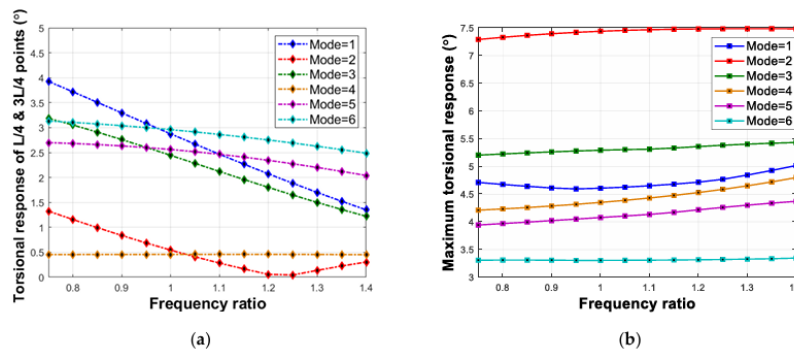 Torsional response of L/4 & 3L/4 points (°)
5
4.5
4
3.5
3
2.5
2
1.5
1
0.5
0
0.8
0.9
1
1.1
1.2
1.3
1.4
Frequency ratio
Mode=1
Mode=2
Mode=3
Mode=4
Mode=5
Mode=6
(a)
Maximum torsional response (°)
7.5
7
6.5
6
5.5
5
4.5
4
3.5
3
0.8
0.9
1
1.1
1.2
1.3
1.4
Frequency ratio
Mode=1
Mode=2
Mode=3
Mode=4
Mode=5
Mode=6
(b)